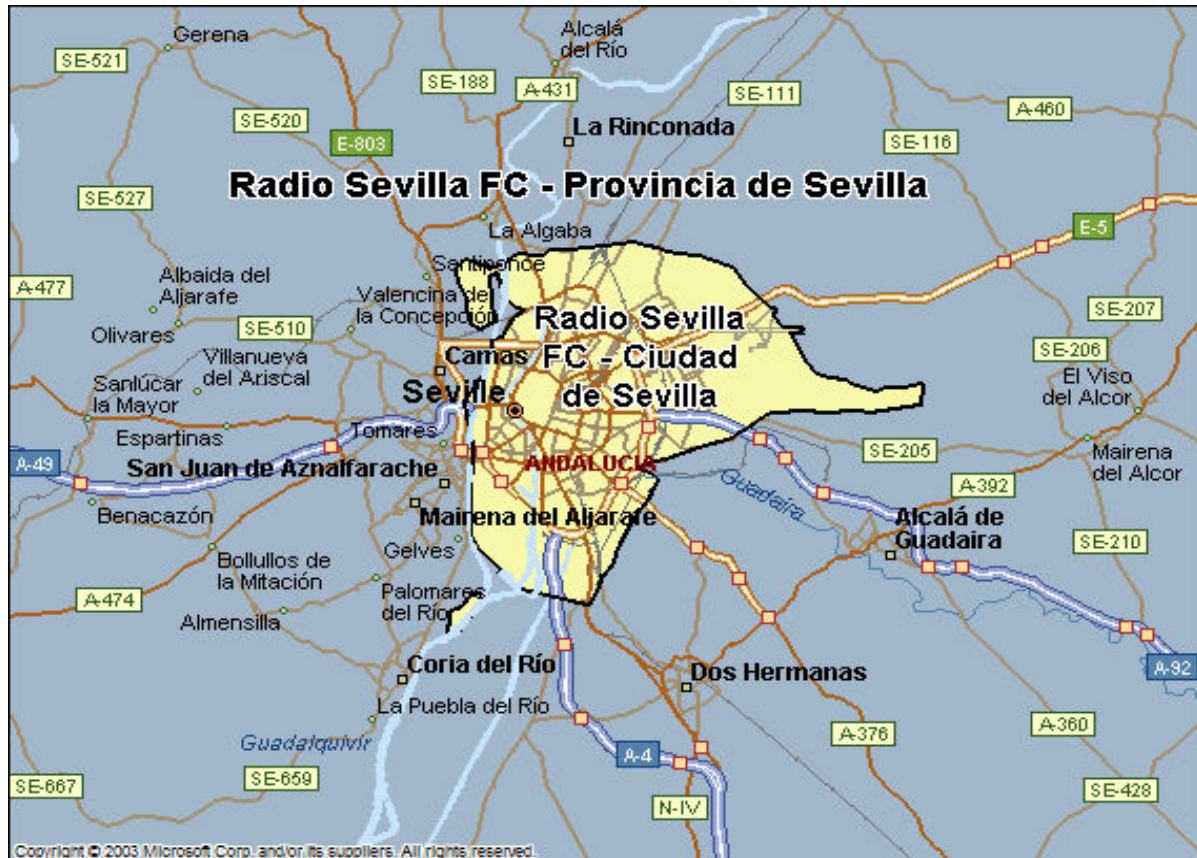 Gerena
Alcalá
del Río
SE-521
SE-188
A-431
SE-111
A-460
SE-520
E-803
La Rinconada
SE-116
Radio Sevilla FC - Provincia de Sevilla
SE-527
La Algaba
E-5
Santiponce
A-477
Albaida del
Aljarafe
Valencina de
la Concepción
SE-207
Olivares
SE-510
Radio Sevilla
FC - Ciudad
de Sevilla
SE-206
Villanueva
del Ariscal
Camas
Sanlúcar
la Mayor
Seville
El Viso
del Alcor
Espartinas
Tomares
SE-205
Mairena
del Alcor
A-49
San Juan de Aznalfarache
ANDALUCIA
Guadaira
A-392
Benacazón
Mairena del Aljarafe
Alcalá de
Guadaira
Gelves
SE-210
Bollullos de
la Mitación
A-474
Palomares
del Río
Almensilla
Coria del Río
Dos Hermanas
A-92
La Puebla del Río
A-360
Guadalquivir
A-376
A-4
SE-667
SE-659
SE-428
N-IV
Copyright © 2003 Microsoft Corp. and/or its suppliers. All rights reserved.